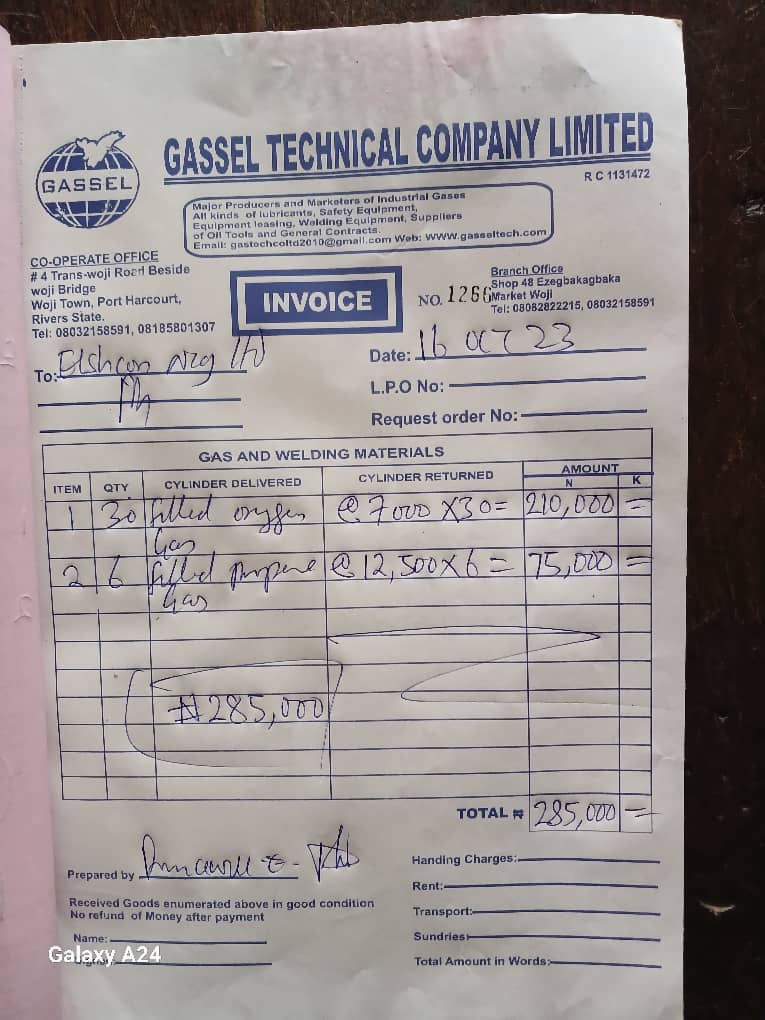 GASSEL
GASSEL TECHNICAL COMPANY LIMITED
R C 1131472
Major Producers and Marketers of Industrial Gases
All kinds of lubricants, Safety Equipment,
Equipment leasing, Welding Equipment, Suppliers
of Oil Tools and General Contracts.
Email: gastechcoltd2010@gmail.com Web: www.gasseltech.com
CO-OPERATE OFFICE
# 4 Trans-woji Road Beside
woji Bridge
Woji Town, Port Harcourt,
Rivers State.
Tel: 08032158591, 08185801307
INVOICE
NO. 1266
Branch Office
Shop 48 Ezegbakagbaka
Market Woji
Tel: 08082822215, 08032158591
To: Elshcon Nig Ltd
Date: 16 OCT 23
L.P.O No:
Request order No:
GAS AND WELDING MATERIALS
ITEM QTY CYLINDER DELIVERED CYLINDER RETURNED AMOUNT
N K
1 30 filled oxygen @ 7000 X30= 210,000 =
Gas
2 6 filled propane @ 12,500X6 = 75,000 =
Gas
₦285,000
TOTAL ₦ 285,000 =
Prepared by
Handing Charges:
Rent:
Received Goods enumerated above in good condition
No refund of Money after payment
Transport:
Name:
Sundries:
Galaxy A24
Total Amount in Words: